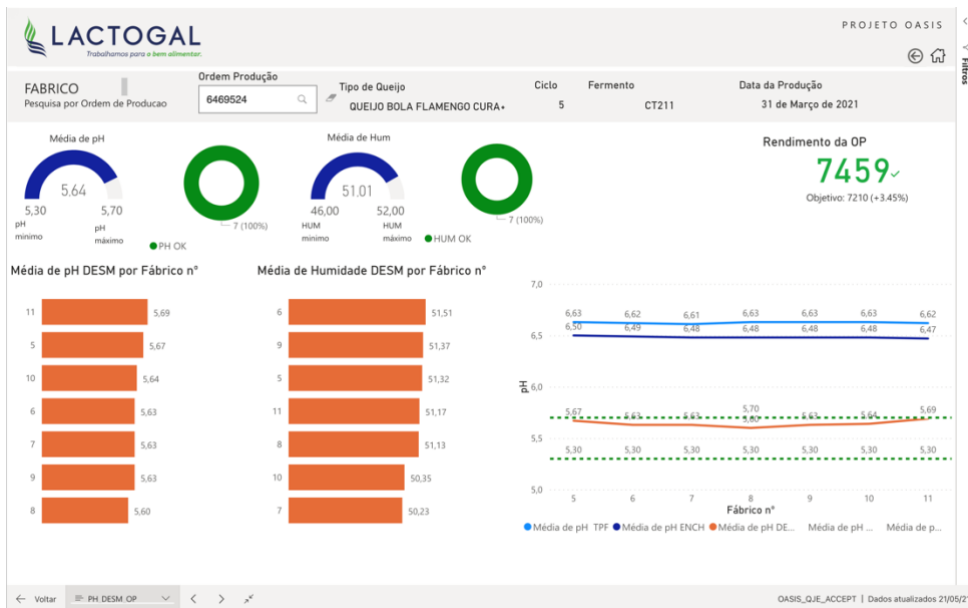 LACTOGAL
Trabalhamos para o bem alimentar.
PROJETO OASIS
Filtros
FABRICO
Pesquisa por Ordem de Producao
Ordem Produção
6469524
Tipo de Queijo
QUEIJO BOLA FLAMENGO CURA
Ciclo
5
Fermento
CT211
Data da Produção
31 de Março de 2021
Média de pH
5.64
5,30
5,70
pH minimo
pH máximo
7 (100%)
PH OK
Média de Hum
51.01
46,00
52,00
HUM minimo
HUM máximo
7 (100%)
HUM OK
Rendimento da OP
7459
Objetivo: 7210 (+3.45%)
Média de pH DESM por Fábrico nº
11 5,69
5 5,67
10 5,64
6 5,63
7 5,63
9 5,63
8 5,60
Média de Humidade DESM por Fábrico nº
6 51,51
9 51,37
5 51,32
11 51,17
8 51,13
10 50,35
7 50,23
pH
7,0
6,63 6,62 6,61 6,63 6,63 6,63 6,62
6,5
6,50 6,49 6,48 6,48 6,48 6,48 6,47
6,0
5,70
5,67 5,63 5,63 5,60 5,63 5,64 5,69
5,5
5,30 5,30 5,30 5,30 5,30 5,30 5,30
5,0
5 6 7 8 9 10 11
Fábrico nº
Média de pH TPF Média de pH ENCH Média de pH DE... Média de pH ... Média de p...
Voltar
PH_DESM_OP
OASIS_QJE_ACCEPT | Dados atualizados 21/05/2